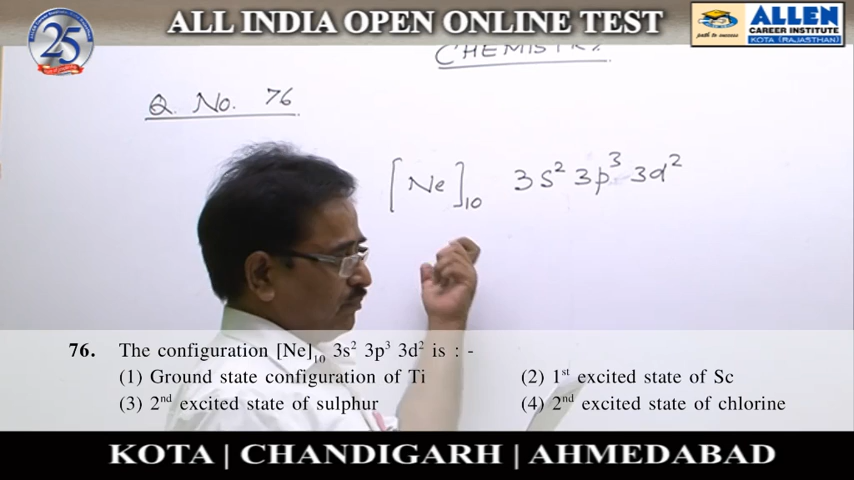 ALL INDIA OPEN ONLINE TEST
25
path to success
ALLEN
CAREER INSTITUTE
KOTA (RAJASTHAN)
CHEMISTRY
Q. No. 76
[Ne]₁₀ 3s² 3p³ 3d²
76. The configuration [Ne]₁₀ 3s² 3p³ 3d² is : -
(1) Ground state configuration of Ti (2) 1ˢᵗ excited state of Sc
(3) 2ⁿᵈ excited state of sulphur (4) 2ⁿᵈ excited state of chlorine
KOTA | CHANDIGARH | AHMEDABAD